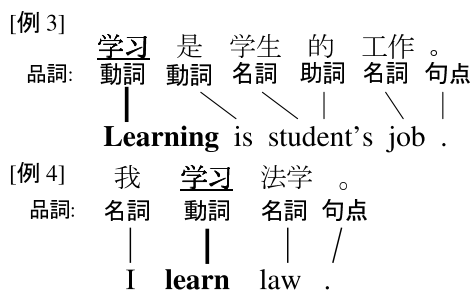 [例 3]
学习 是 学生 的 工作 。
品詞: 動詞 動詞 名詞 助詞 名詞 句点
Learning is student's job .
[例 4]
我 学习 法学 。
品詞: 名詞 動詞 名詞 句点
I learn law .